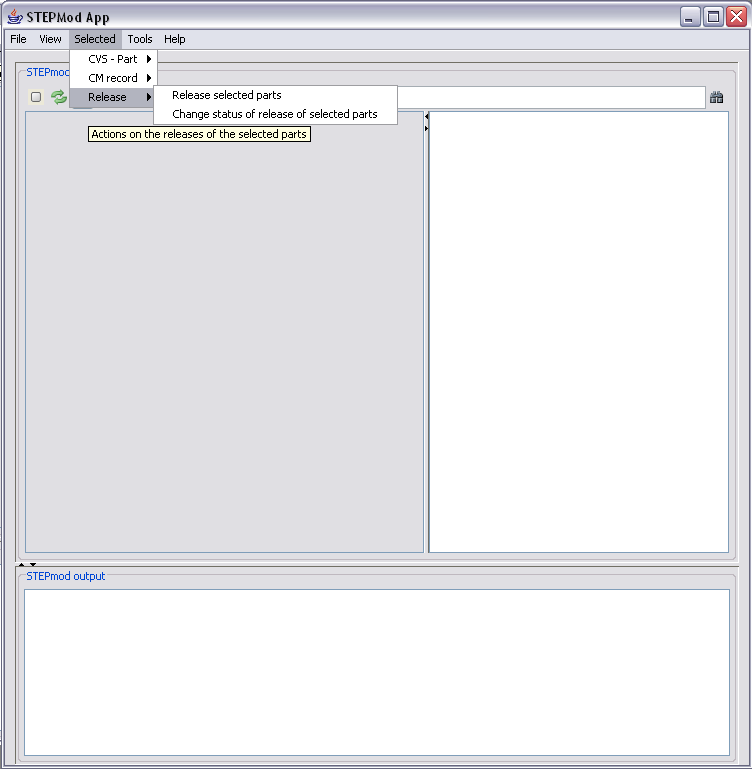 STEPMod App
File View Selected Tools Help
CVS - Part
CM record
Release
Release selected parts
Change status of release of selected parts
Actions on the releases of the selected parts
STEPmod
STEPmod output